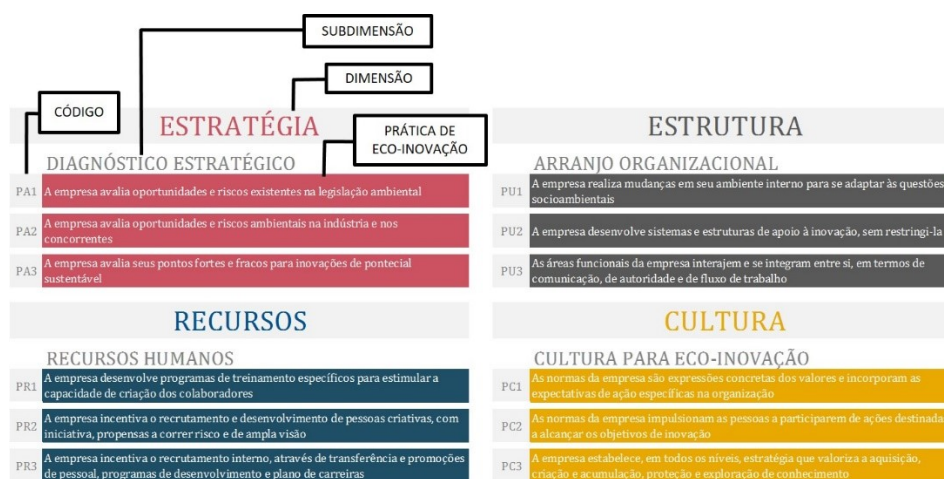 SUBDIMENSÃO
DIMENSÃO
CÓDIGO
PRÁTICA DE
ECO-INOVAÇÃO
ESTRATÉGIA
DIAGNÓSTICO ESTRATÉGICO
PA1 A empresa avalia oportunidades e riscos existentes na legislação ambiental
PA2 A empresa avalia oportunidades e riscos ambientais na indústria e nos
concorrentes
PA3 A empresa avalia seus pontos fortes e fracos para inovações de pontecial
sustentável
ESTRUTURA
ARRANJO ORGANIZACIONAL
PU1 A empresa realiza mudanças em seu ambiente interno para se adaptar às questões
socioambientais
PU2 A empresa desenvolve sistemas e estruturas de apoio à inovação, sem restringi-la
PU3 As áreas funcionais da empresa interajem e se integram entre si, em termos de
comunicação, de autoridade e de fluxo de trabalho
RECURSOS
RECURSOS HUMANOS
PR1 A empresa desenvolve programas de treinamento específicos para estimular a
capacidade de criação dos colaboradores
PR2 A empresa incentiva o recrutamento e desenvolvimento de pessoas criativas, com
iniciativa, propensas a correr risco e de ampla visão
PR3 A empresa incentiva o recrutamento interno, através de transferência e promoções
de pessoal, programas de desenvolvimento e plano de carreiras
CULTURA
CULTURA PARA ECO-INOVAÇÃO
PC1 As normas da empresa são expressões concretas dos valores e incorporam as
expectativas de ação específicas na organização
PC2 As normas da empresa impulsionam as pessoas a participarem de ações destinada
a alcançar os objetivos de inovação
PC3 A empresa estabelece, em todos os níveis, estratégia que valoriza a aquisição,
criação e acumulação, proteção e exploração de conhecimento